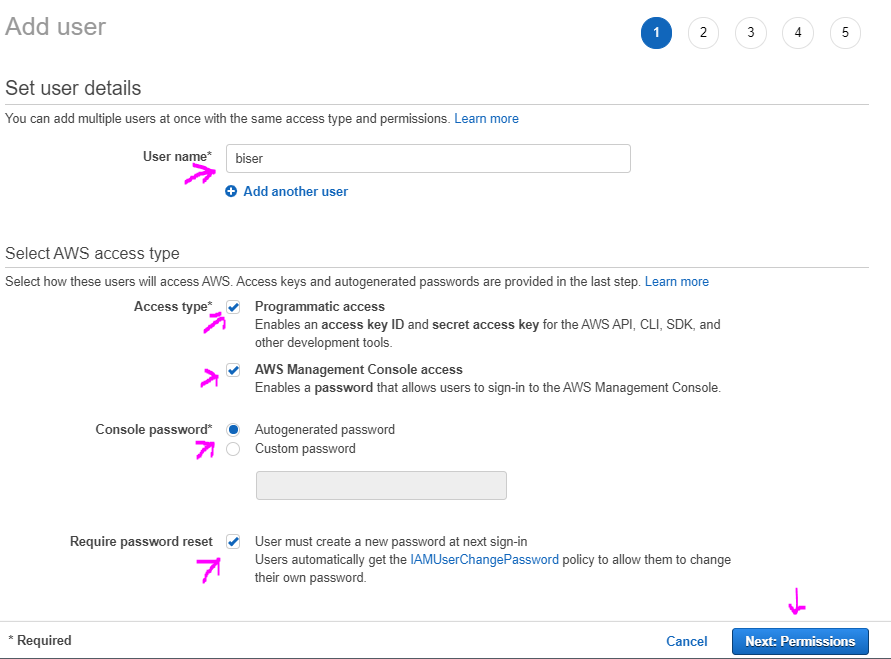 Add user
1 2 3 4 5
Set user details
You can add multiple users at once with the same access type and permissions. Learn more
User name* biser
Add another user
Select AWS access type
Select how these users will access AWS. Access keys and autogenerated passwords are provided in the last step. Learn more
Access type* Programmatic access
Enables an access key ID and secret access key for the AWS API, CLI, SDK, and
other development tools.
AWS Management Console access
Enables a password that allows users to sign-in to the AWS Management Console.
Console password* Autogenerated password
Custom password
Require password reset User must create a new password at next sign-in
Users automatically get the IAMUserChangePassword policy to allow them to change
their own password.
* Required Cancel Next: Permissions